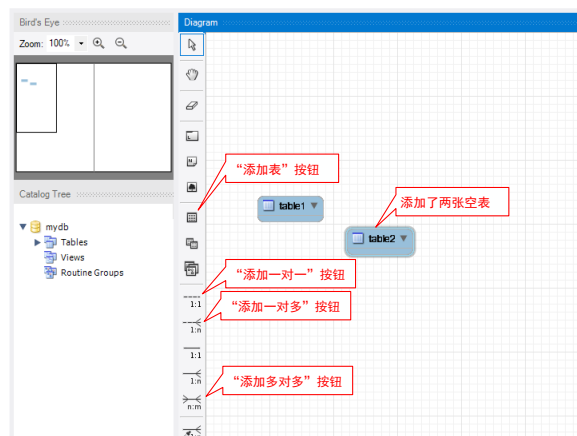 Bird's Eye
Zoom: 100%
Diagram
“添加表”按钮
table1
添加了两张空表
table2
Catalog Tree
mydb
Tables
Views
Routine Groups
“添加一对一”按钮
1:1
“添加一对多”按钮
1:n
1:1
1:n
“添加多对多”按钮
n:m